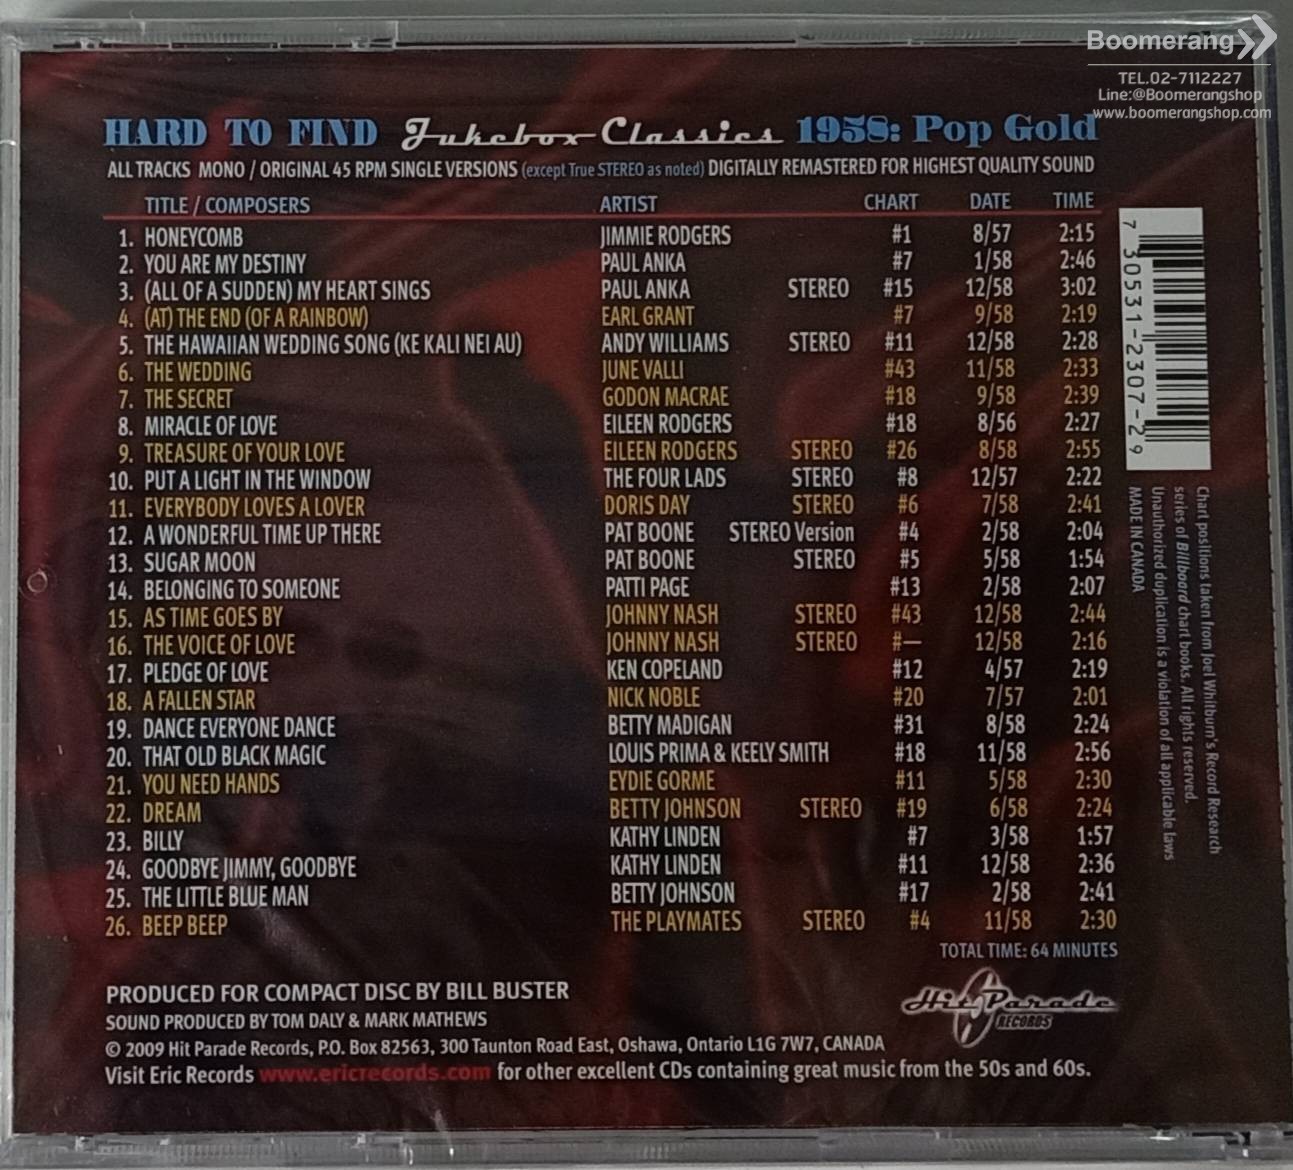 Boomerang
TEL.02-7112227
Line:@Boomerangshop
www.boomerangshop.com
HARD TO FIND Jukebox Classics 1958: Pop Gold
ALL TRACKS MONO / ORIGINAL 45 RPM SINGLE VERSIONS (except True STEREO as noted) DIGITALLY REMASTERED FOR HIGHEST QUALITY SOUND
TITLE / COMPOSERS ARTIST CHART DATE TIME
1. HONEYCOMB JIMMIE RODGERS #1 8/57 2:15
2. YOU ARE MY DESTINY PAUL ANKA #7 1/58 2:46
3. (ALL OF A SUDDEN) MY HEART SINGS PAUL ANKA STEREO #15 12/58 3:02
4. (AT) THE END (OF A RAINBOW) EARL GRANT #7 9/58 2:19
5. THE HAWAIIAN WEDDING SONG (KE KALI NEI AU) ANDY WILLIAMS STEREO #11 12/58 2:28
6. THE WEDDING JUNE VALLI #43 11/58 2:33
7. THE SECRET GODON MACRAE #18 9/58 2:39
8. MIRACLE OF LOVE EILEEN RODGERS #18 8/56 2:27
9. TREASURE OF YOUR LOVE EILEEN RODGERS STEREO #26 8/58 2:55
10. PUT A LIGHT IN THE WINDOW THE FOUR LADS STEREO #8 12/57 2:22
11. EVERYBODY LOVES A LOVER DORIS DAY STEREO #6 7/58 2:41
12. A WONDERFUL TIME UP THERE PAT BOONE STEREO Version #4 2/58 2:04
13. SUGAR MOON PAT BOONE STEREO #5 5/58 1:54
14. BELONGING TO SOMEONE PATTI PAGE #13 2/58 2:07
15. AS TIME GOES BY JOHNNY NASH STEREO #43 12/58 2:44
16. THE VOICE OF LOVE JOHNNY NASH STEREO #— 12/58 2:16
17. PLEDGE OF LOVE KEN COPELAND #12 4/57 2:19
18. A FALLEN STAR NICK NOBLE #20 7/57 2:01
19. DANCE EVERYONE DANCE BETTY MADIGAN #31 8/58 2:24
20. THAT OLD BLACK MAGIC LOUIS PRIMA & KEELY SMITH #18 11/58 2:56
21. YOU NEED HANDS EYDIE GORME #11 5/58 2:30
22. DREAM BETTY JOHNSON STEREO #19 6/58 2:24
23. BILLY KATHY LINDEN #7 3/58 1:57
24. GOODBYE JIMMY, GOODBYE KATHY LINDEN #11 12/58 2:36
25. THE LITTLE BLUE MAN BETTY JOHNSON #17 2/58 2:41
26. BEEP BEEP THE PLAYMATES STEREO #4 11/58 2:30
TOTAL TIME: 64 MINUTES
PRODUCED FOR COMPACT DISC BY BILL BUSTER
SOUND PRODUCED BY TOM DALY & MARK MATHEWS
© 2009 Hit Parade Records, P.O. Box 82563, 300 Taunton Road East, Oshawa, Ontario L1G 7W7, CANADA
Visit Eric Records www.ericrecords.com for other excellent CDs containing great music from the 50s and 60s.
Hit Parade
RECORDS
7 30531-2307-2 9
Chart positions taken from Joel Whitburn's Record Research
series of Billboard chart books. All rights reserved.
Unauthorized duplication is a violation of all applicable laws
MADE IN CANADA